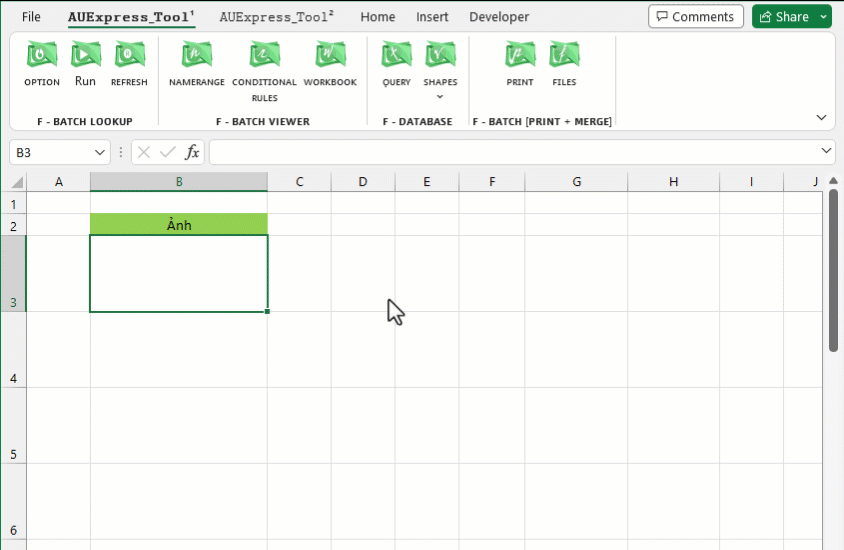 File AUExpress_Tool¹ AUExpress_Tool² Home Insert Developer Comments Share
OPTION Run REFRESH NAMERANGE CONDITIONAL RULES WORKBOOK QUERY SHAPES PRINT FILES
F - BATCH LOOKUP F - BATCH VIEWER F - DATABASE F - BATCH [PRINT + MERGE]
B3 fx
A B C D E F G H I J
1
2 Ảnh
3
4
5
6